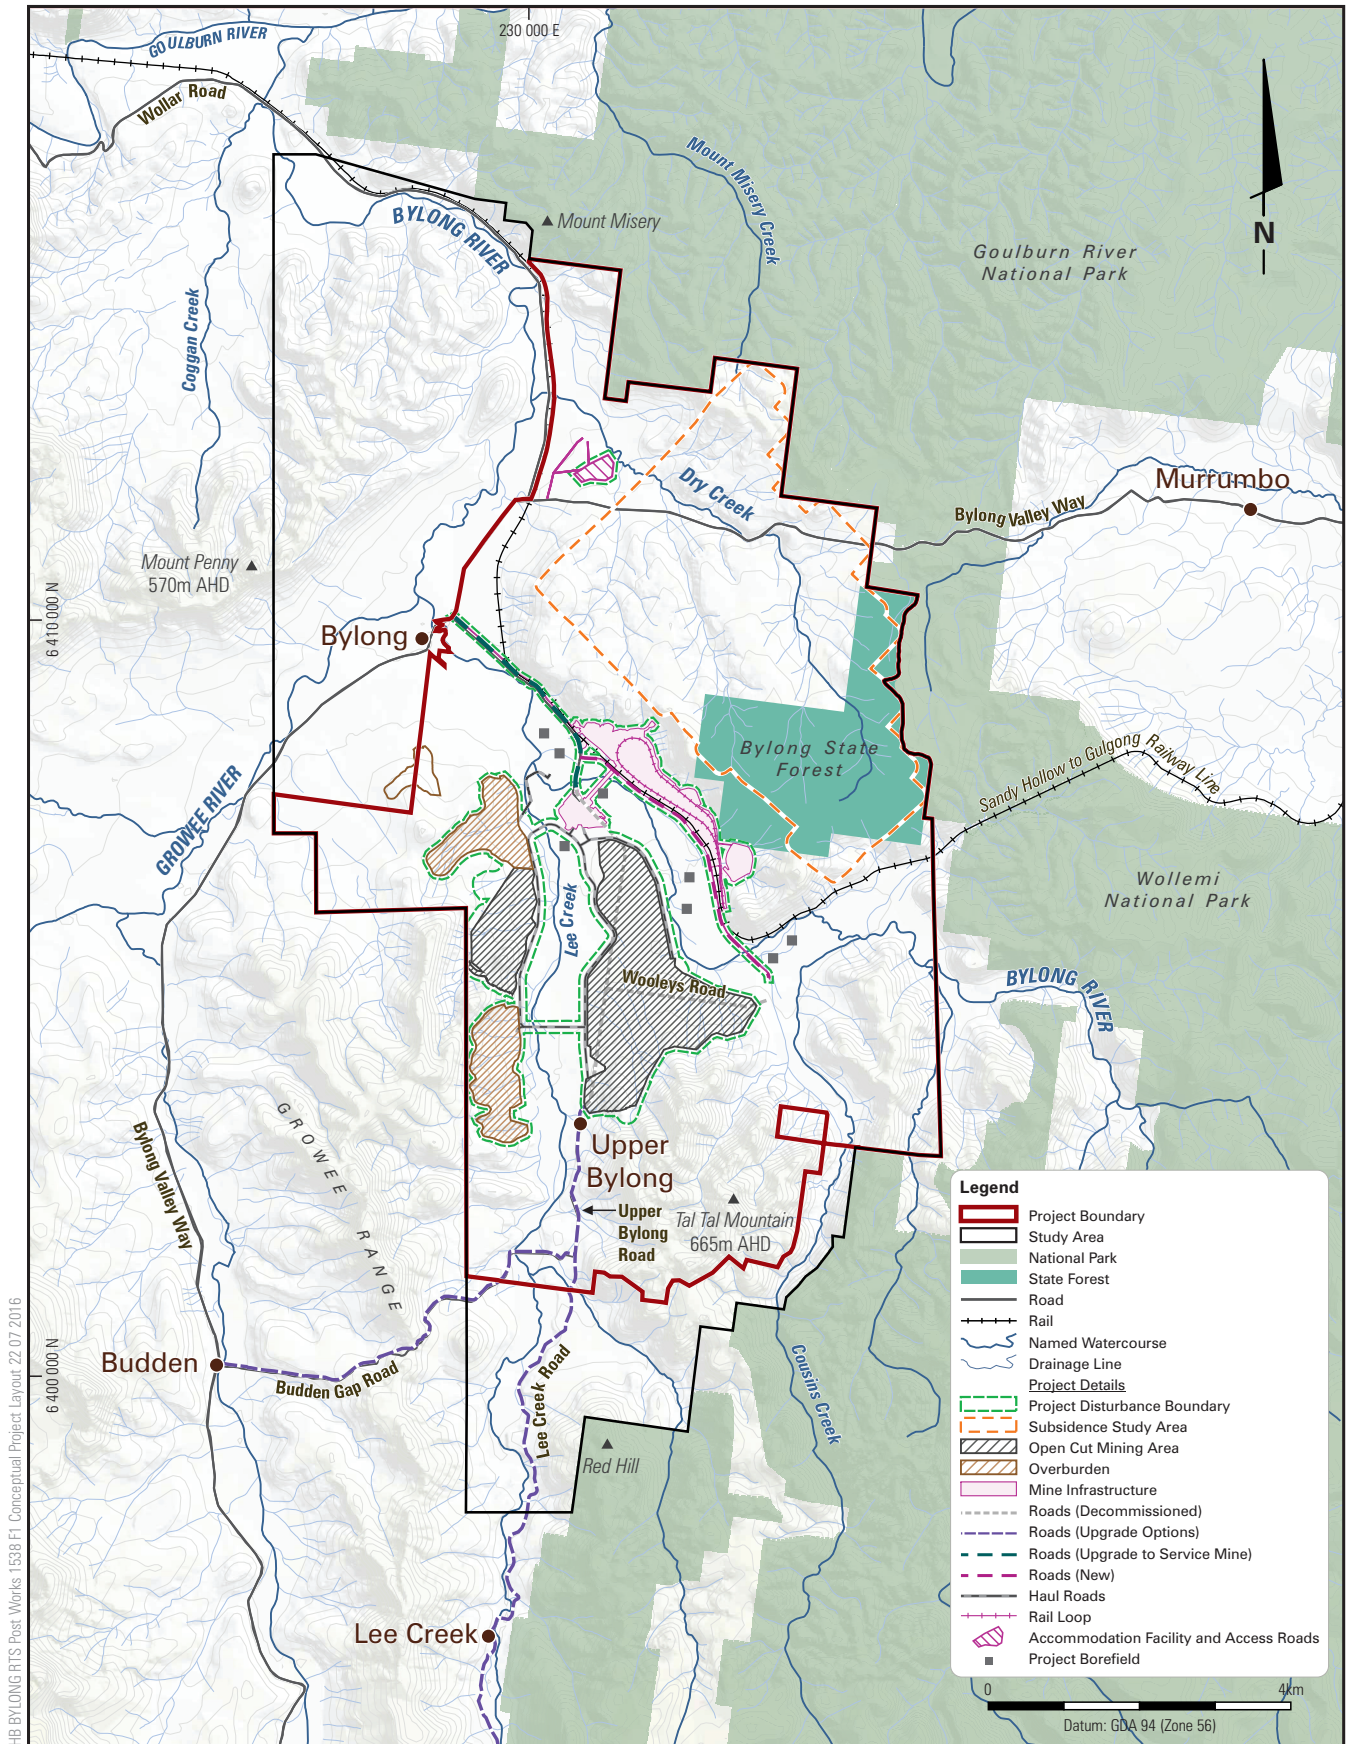 230 000 E
GOULBURN RIVER
Wollar Road
Mount Misery Creek
BYLONG RIVER
Mount Misery
Goulburn River
National Park
N
Coggan Creek
Dry Creek
Murrumbo
Bylong Valley Way
Mount Penny
570m AHD
6 410 000 N
Bylong
Bylong State
Forest
Sandy Hollow to Gulgong Railway Line
GROWEE RIVER
Wollemi
National Park
Lee Creek
Wooleys Road
BYLONG RIVER
GROWEE RANGE
Bylong Valley Way
Upper
Bylong
Upper
Bylong
Road
Tal Tal Mountain
665m AHD
Budden
Budden Gap Road
6 400 000 N
Lee Creek Road
Cousins Creek
Red Hill
Lee Creek
Legend
Project Boundary
Study Area
National Park
State Forest
Road
Rail
Named Watercourse
Drainage Line
Project Details
Project Disturbance Boundary
Subsidence Study Area
Open Cut Mining Area
Overburden
Mine Infrastructure
Roads (Decommissioned)
Roads (Upgrade Options)
Roads (Upgrade to Service Mine)
Roads (New)
Haul Roads
Rail Loop
Accommodation Facility and Access Roads
Project Borefield
0 4km
Datum: GDA 94 (Zone 56)
HB BYLONG RTS Post Works 1538 F1 Conceptual Project Layout 22 07 2016